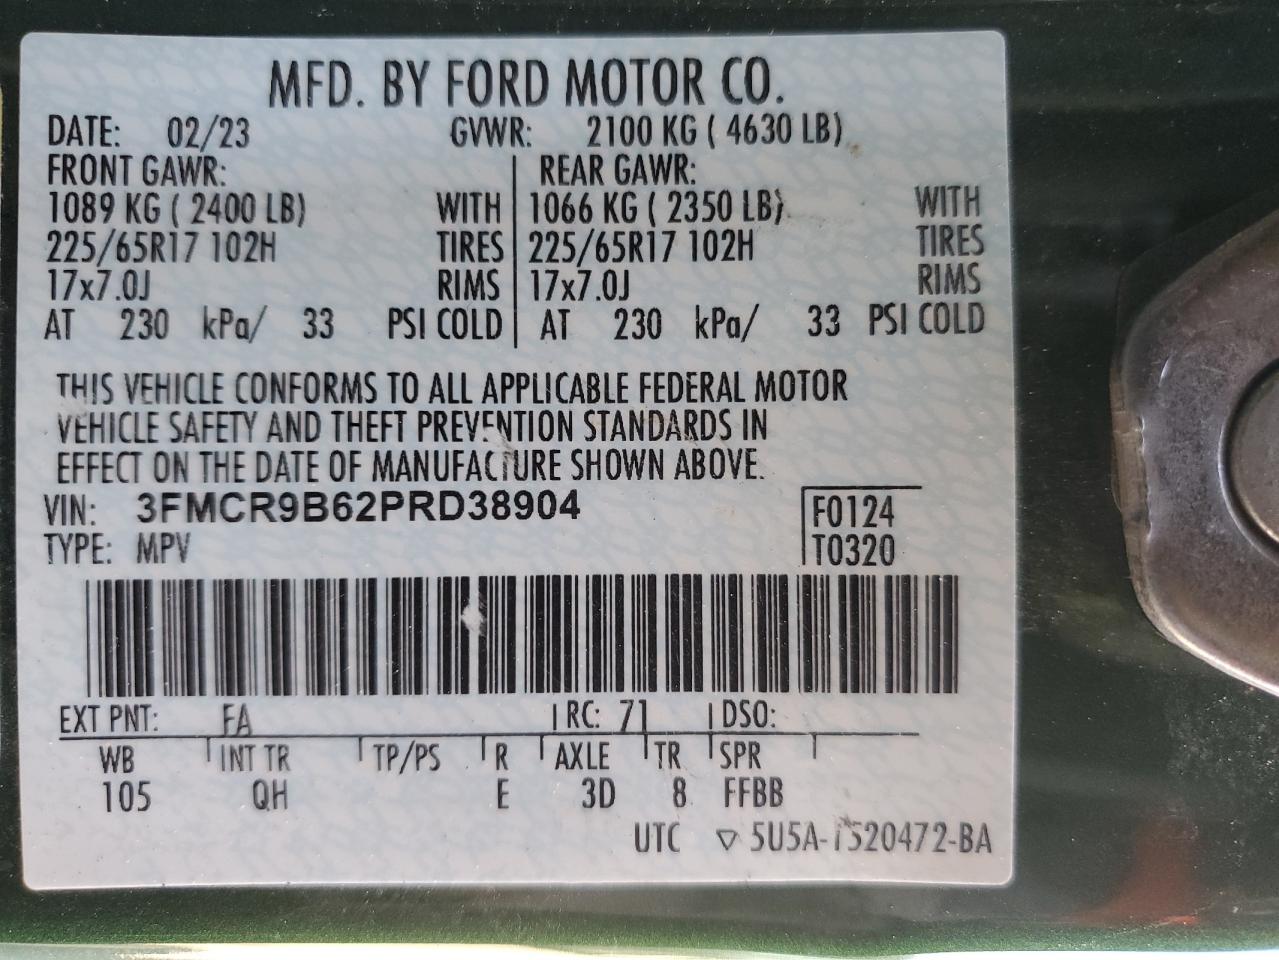 MFD. BY FORD MOTOR CO.
DATE: 02/23 GVWR: 2100 KG ( 4630 LB)
FRONT GAWR: REAR GAWR:
1089 KG ( 2400 LB) WITH 1066 KG ( 2350 LB) WITH
225/65R17 102H TIRES 225/65R17 102H TIRES
17x7.0J RIMS 17x7.0J RIMS
AT 230 kPa/ 33 PSI COLD AT 230 kPa/ 33 PSI COLD
THIS VEHICLE CONFORMS TO ALL APPLICABLE FEDERAL MOTOR
VEHICLE SAFETY AND THEFT PREVENTION STANDARDS IN
EFFECT ON THE DATE OF MANUFACTURE SHOWN ABOVE.
VIN: 3FMCR9B62PRD38904 F0124
TYPE: MPV T0320
EXT PNT: FA RC: 71 DSO:
WB INT TR TP/PS R AXLE TR SPR
105 QH E 3D 8 FFBB
UTC ▽ 5U5A-1520472-BA